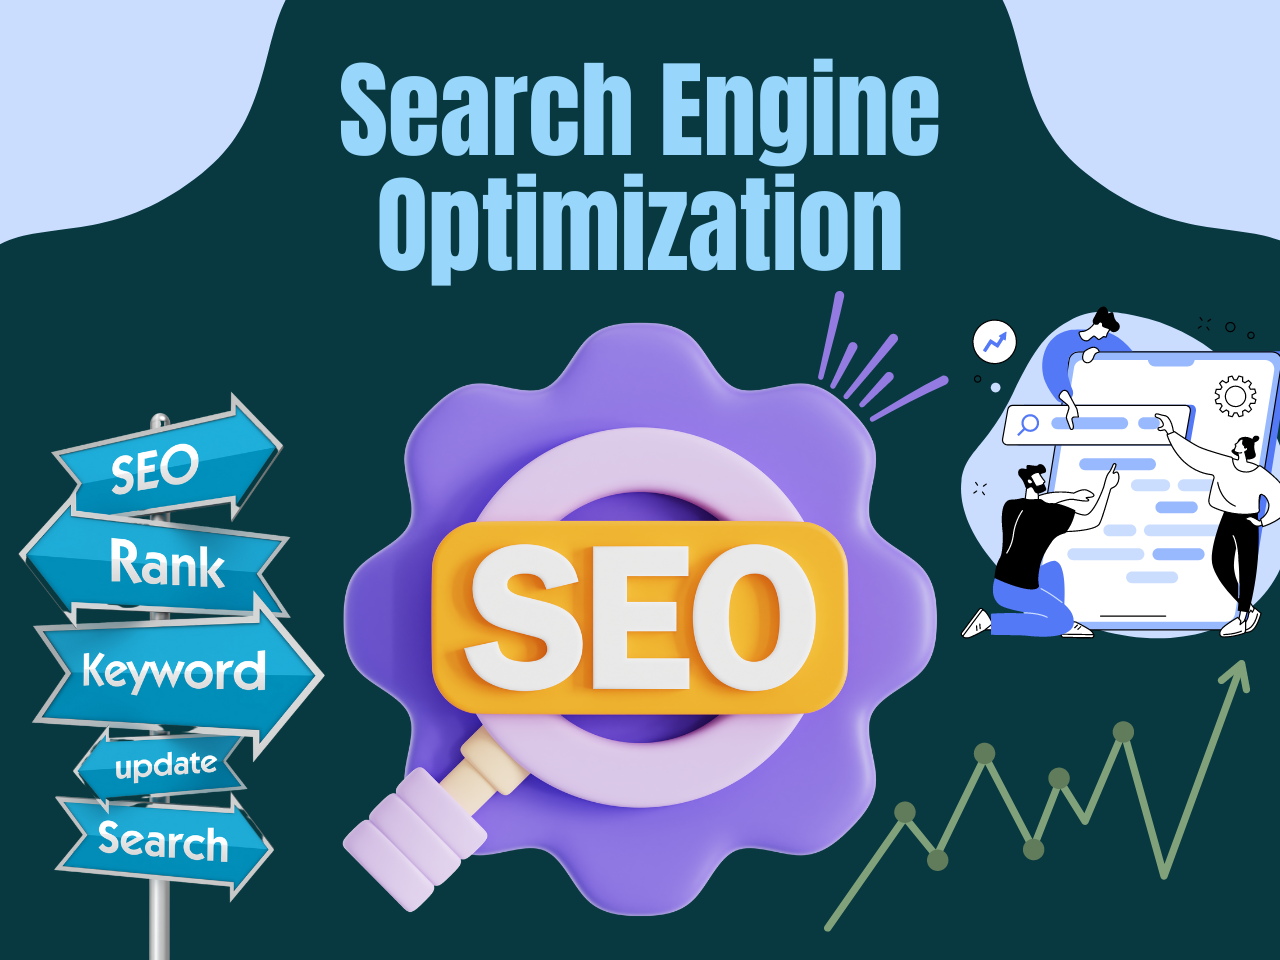 Search Engine
Optimization
SEO
Rank
Keyword
update
Search
SEO